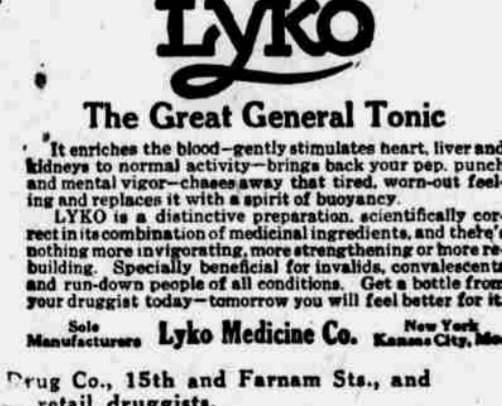 LYKO
The Great General Tonic
It enriches the blood—gently stimulates heart, liver and
kidneys to normal activity—brings back your pep, punch
and mental vigor—chases away that tired, worn-out feel-
ing and replaces it with a spirit of buoyancy.
LYKO is a distinctive preparation, scientifically cor-
rect in its combination of medicinal ingredients, and there's
nothing more invigorating, more strengthening or more re-
building. Specially beneficial for invalids, convalescents
and run-down people of all conditions. Get a bottle from
your druggist today—tomorrow you will feel better for it.
Sole Manufacturers Lyko Medicine Co. New York Kansas City, Mo.
Drug Co., 15th and Farnam Sts., and
retail druggists.